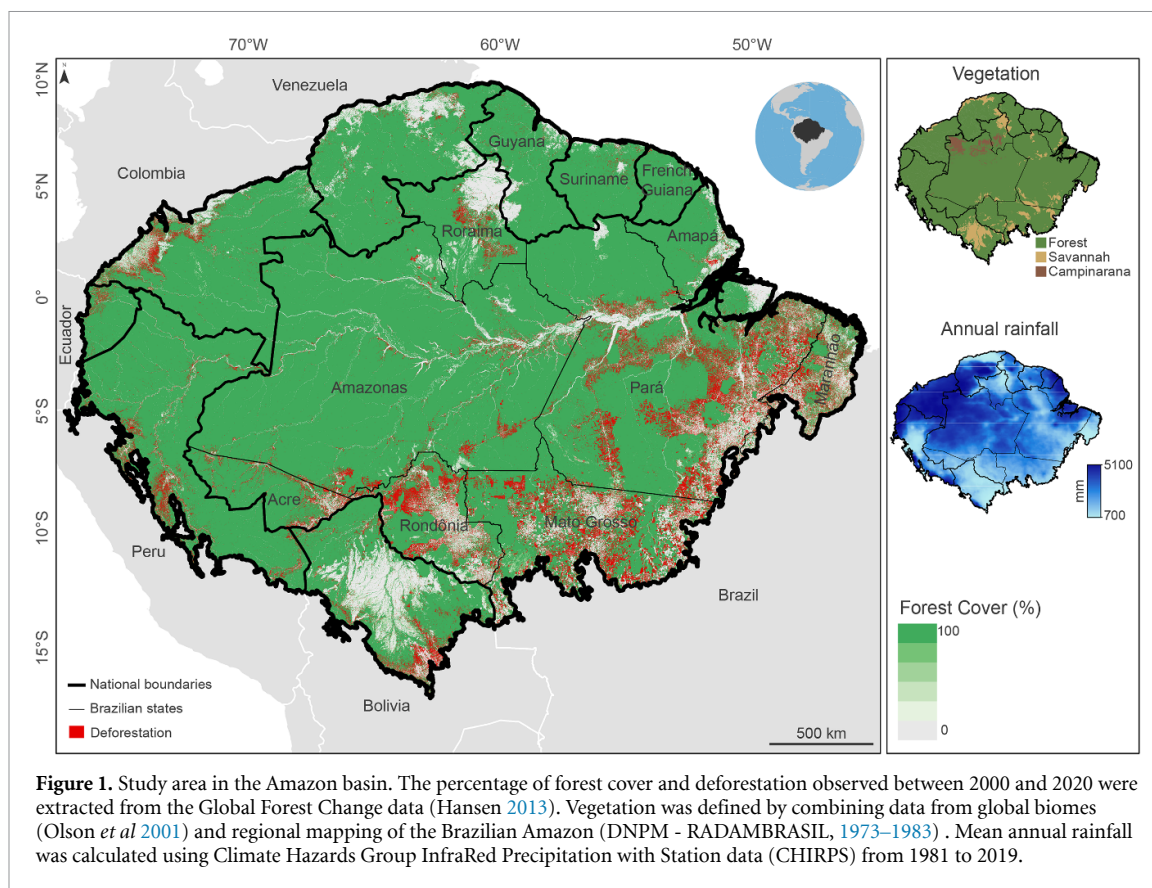 70°W 60°W 50°W
10°N
5°N
0°
5°S
10°S
15°S
N
Venezuela
Guyana
Colombia
Suriname
French
Guiana
Roraima
Amapá
Ecuador
Amazonas
Pará
Maranhão
Acre
Rondônia
Mato Grosso
Peru
Brazil
Bolivia
National boundaries
Brazilian states
Deforestation
500 km
Vegetation
Forest
Savannah
Campinarana
Annual rainfall
mm
5100
700
Forest Cover (%)
100
0
Figure 1. Study area in the Amazon basin. The percentage of forest cover and deforestation observed between 2000 and 2020 were
extracted from the Global Forest Change data (Hansen 2013). Vegetation was defined by combining data from global biomes
(Olson et al 2001) and regional mapping of the Brazilian Amazon (DNPM - RADAMBRASIL, 1973–1983) . Mean annual rainfall
was calculated using Climate Hazards Group InfraRed Precipitation with Station data (CHIRPS) from 1981 to 2019.